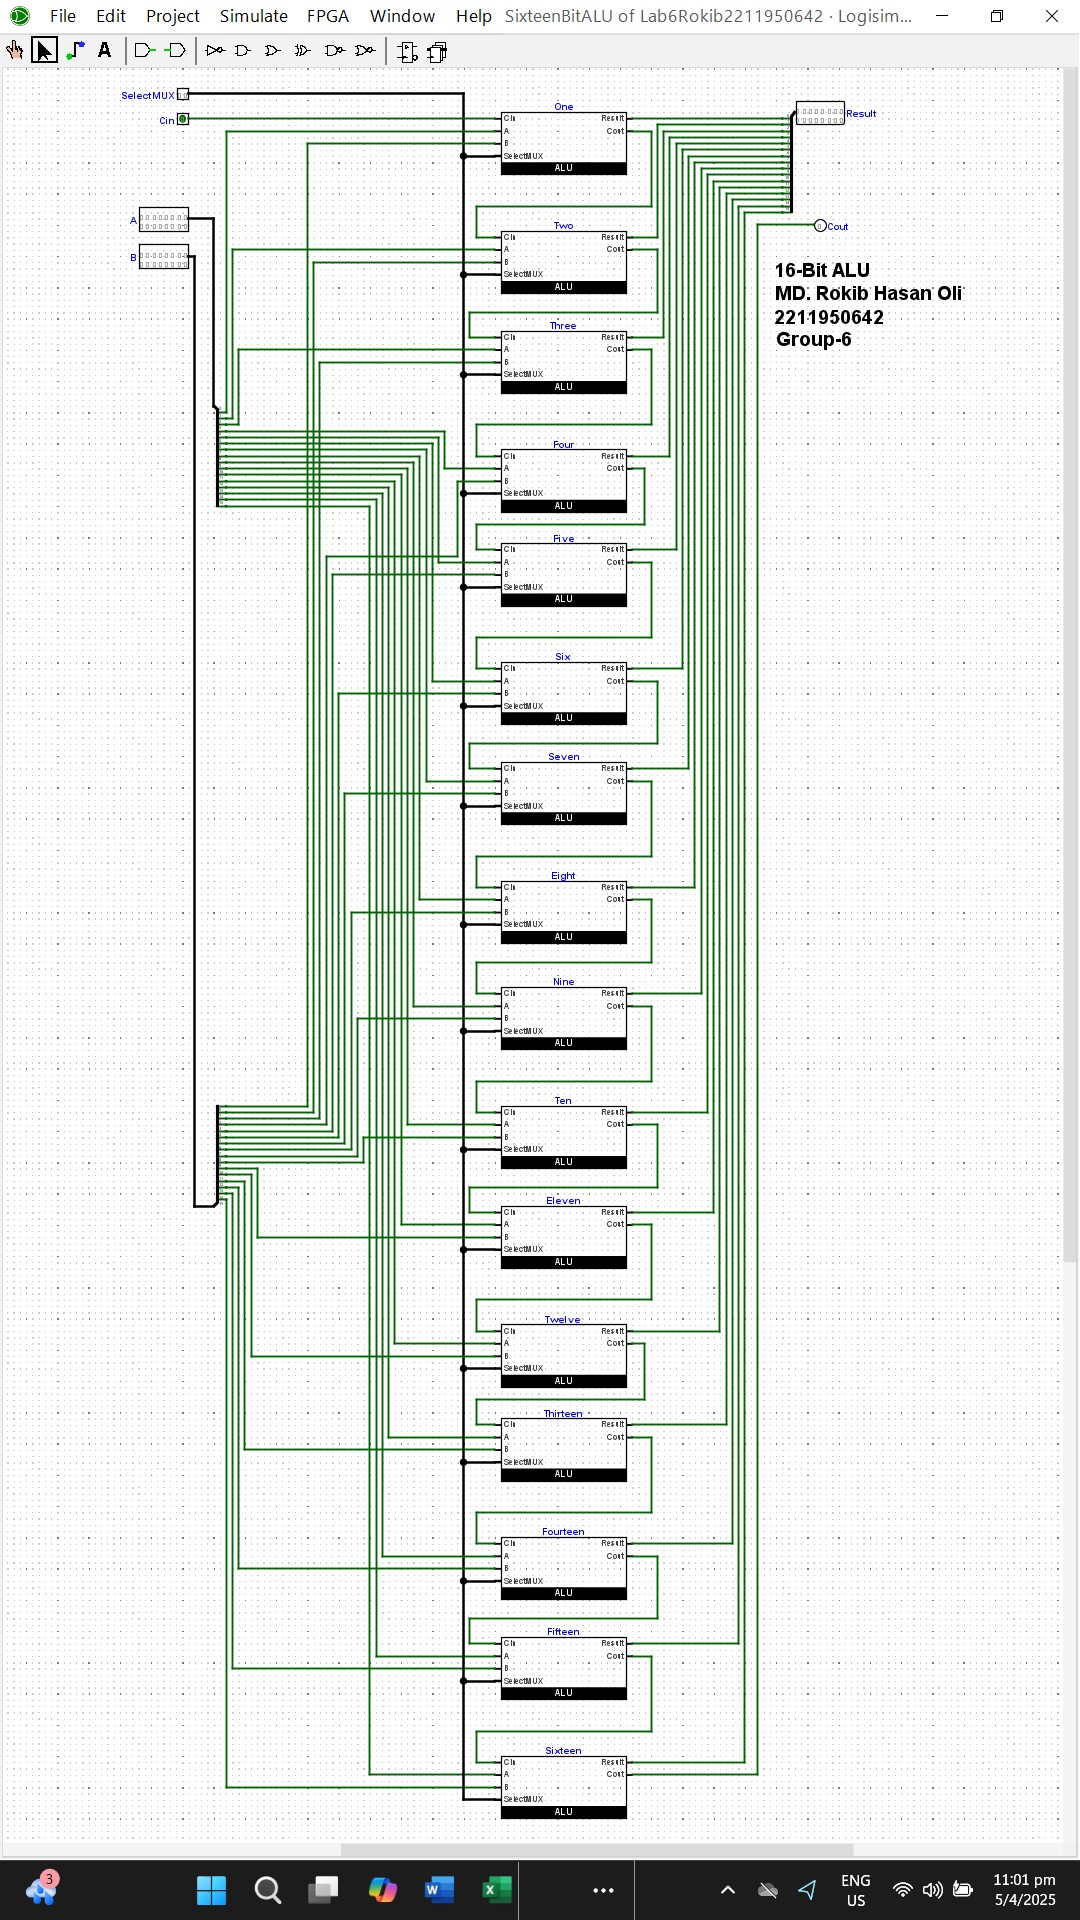 File Edit Project Simulate FPGA Window Help SixteenBitALU of Lab6Rokib2211950642 · Logisim...
A
SelectMUX
Cin
A
B
One
Cin Result
A Cout
B
SelectMUX
ALU
Two
Cin Result
A Cout
B
SelectMUX
ALU
Three
Cin Result
A Cout
B
SelectMUX
ALU
Four
Cin Result
A Cout
B
SelectMUX
ALU
Five
Cin Result
A Cout
B
SelectMUX
ALU
Six
Cin Result
A Cout
B
SelectMUX
ALU
Seven
Cin Result
A Cout
B
SelectMUX
ALU
Eight
Cin Result
A Cout
B
SelectMUX
ALU
Nine
Cin Result
A Cout
B
SelectMUX
ALU
Ten
Cin Result
A Cout
B
SelectMUX
ALU
Eleven
Cin Result
A Cout
B
SelectMUX
ALU
Twelve
Cin Result
A Cout
B
SelectMUX
ALU
Thirteen
Cin Result
A Cout
B
SelectMUX
ALU
Fourteen
Cin Result
A Cout
B
SelectMUX
ALU
Fifteen
Cin Result
A Cout
B
SelectMUX
ALU
Sixteen
Cin Result
A Cout
B
SelectMUX
ALU
Result
Cout
16-Bit ALU
MD. Rokib Hasan Oli
2211950642
Group-6
3
W
X
ENG
US
11:01 pm
5/4/2025